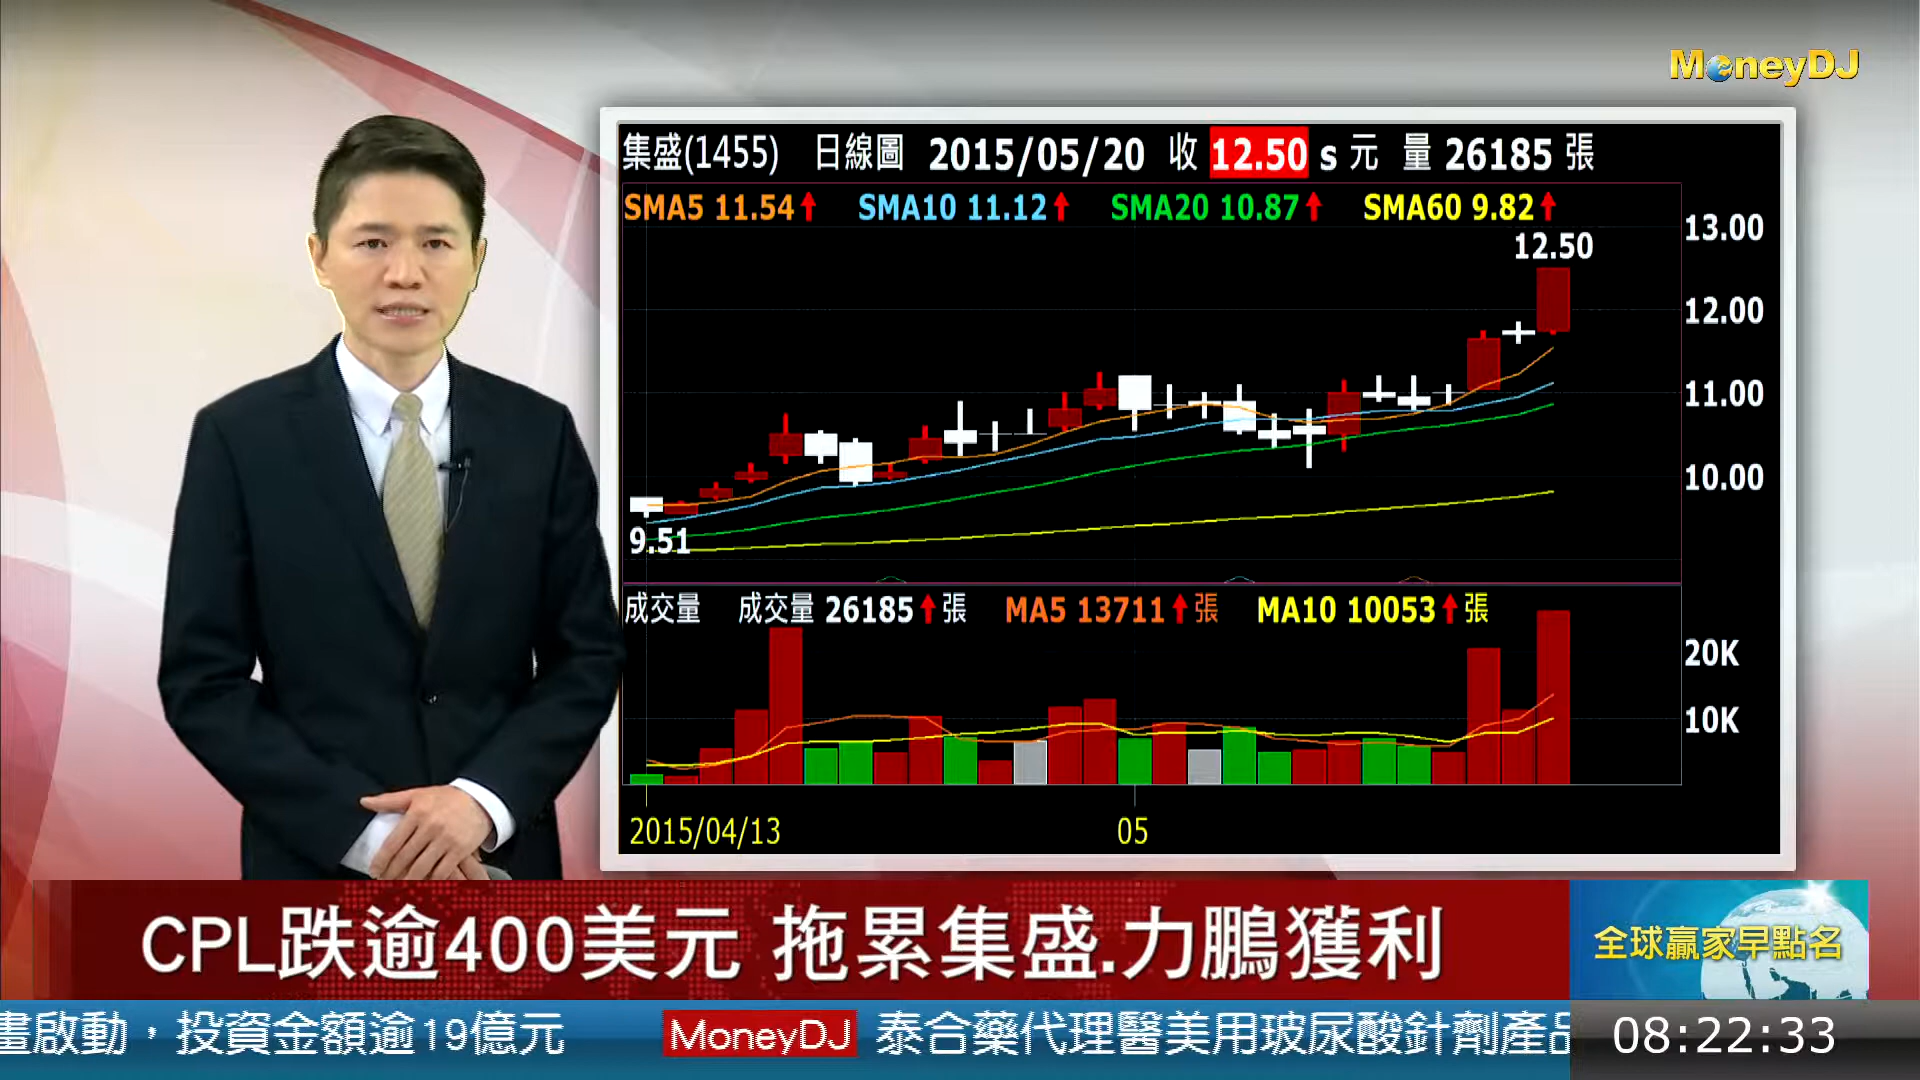 MoneyDJ
集盛(1455) 日線圖 2015/05/20 收 12.50 s 元 量 26185 張
SMA5 11.54↑ SMA10 11.12↑ SMA20 10.87↑ SMA60 9.82↑
13.00
12.50
12.00
11.00
10.00
9.51
成交量 成交量 26185↑張 MA5 13711↑張 MA10 10053↑張
20K
10K
2015/04/13 05
CPL跌逾400美元 拖累集盛.力鵬獲利
全球贏家早點名
畫啟動，投資金額逾19億元 MoneyDJ 泰合藥代理醫美用玻尿酸針劑產品
08:22:33